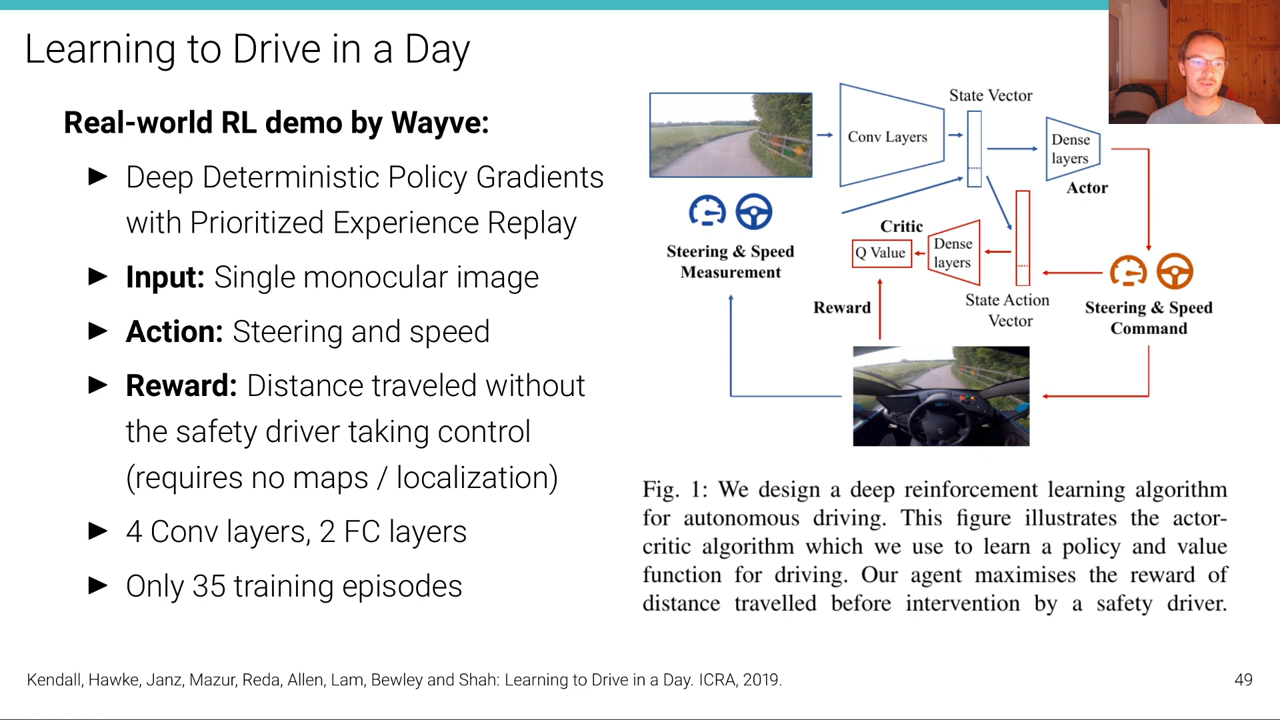 Learning to Drive in a Day
Real-world RL demo by Wayve:
► Deep Deterministic Policy Gradients
with Prioritized Experience Replay
► Input: Single monocular image
► Action: Steering and speed
► Reward: Distance traveled without
the safety driver taking control
(requires no maps / localization)
► 4 Conv layers, 2 FC layers
► Only 35 training episodes
State Vector
Conv Layers
Dense
layers
Actor
Critic
Q Value
Dense
layers
Steering & Speed
Measurement
State Action
Vector
Reward
Steering & Speed
Command
Fig. 1: We design a deep reinforcement learning algorithm
for autonomous driving. This figure illustrates the actor-
critic algorithm which we use to learn a policy and value
function for driving. Our agent maximises the reward of
distance travelled before intervention by a safety driver.
Kendall, Hawke, Janz, Mazur, Reda, Allen, Lam, Bewley and Shah: Learning to Drive in a Day. ICRA, 2019.
49